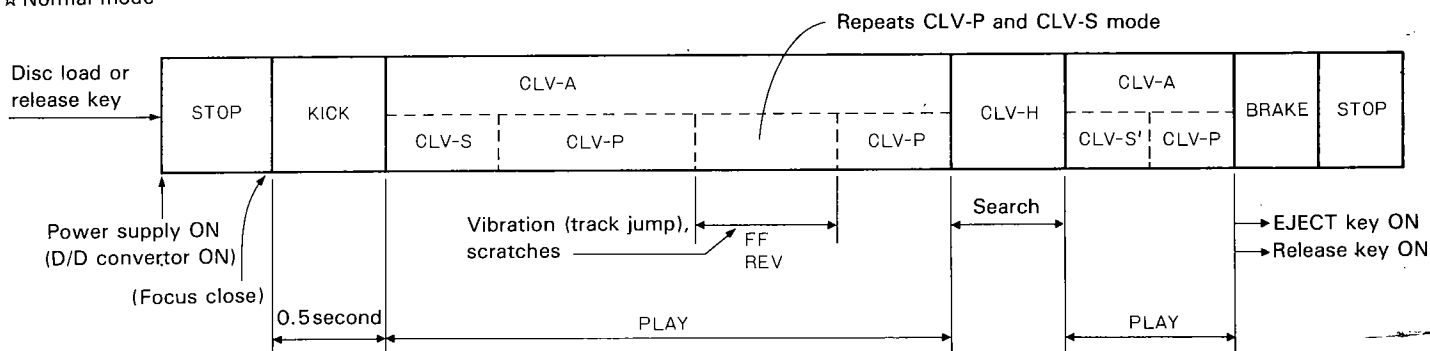 ☆ Normal mode
Repeats CLV-P and CLV-S mode
Disc load or
release key
STOP
KICK
CLV-A
CLV-S
CLV-P
CLV-P
CLV-H
CLV-A
CLV-S'
CLV-P
BRAKE
STOP
Power supply ON
(D/D convertor ON)
(Focus close)
Vibration (track jump),
scratches
FF
REV
Search
EJECT key ON
Release key ON
0.5second
PLAY
PLAY